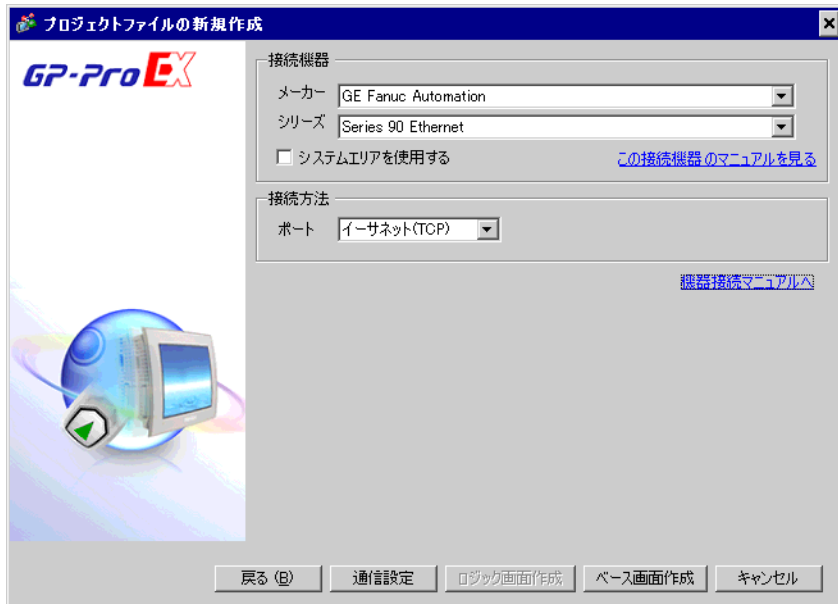 プロジェクトファイルの新規作成
GP-Pro EX
接続機器
メーカー GE Fanuc Automation
シリーズ Series 90 Ethernet
システムエリアを使用する この接続機器のマニュアルを見る
接続方法
ポート イーサネット(TCP)
機器接続マニュアルへ
戻る (B) 通信設定 ロジック画面作成 ベース画面作成 キャンセル